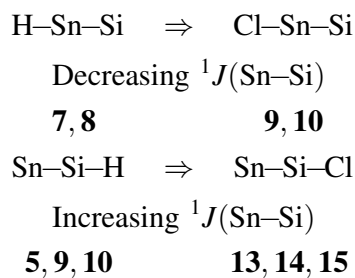 H–Sn–Si ⇒ Cl–Sn–Si
Decreasing ¹J(Sn–Si)
7, 8 9, 10
Sn–Si–H ⇒ Sn–Si–Cl
Increasing ¹J(Sn–Si)
5, 9, 10 13, 14, 15